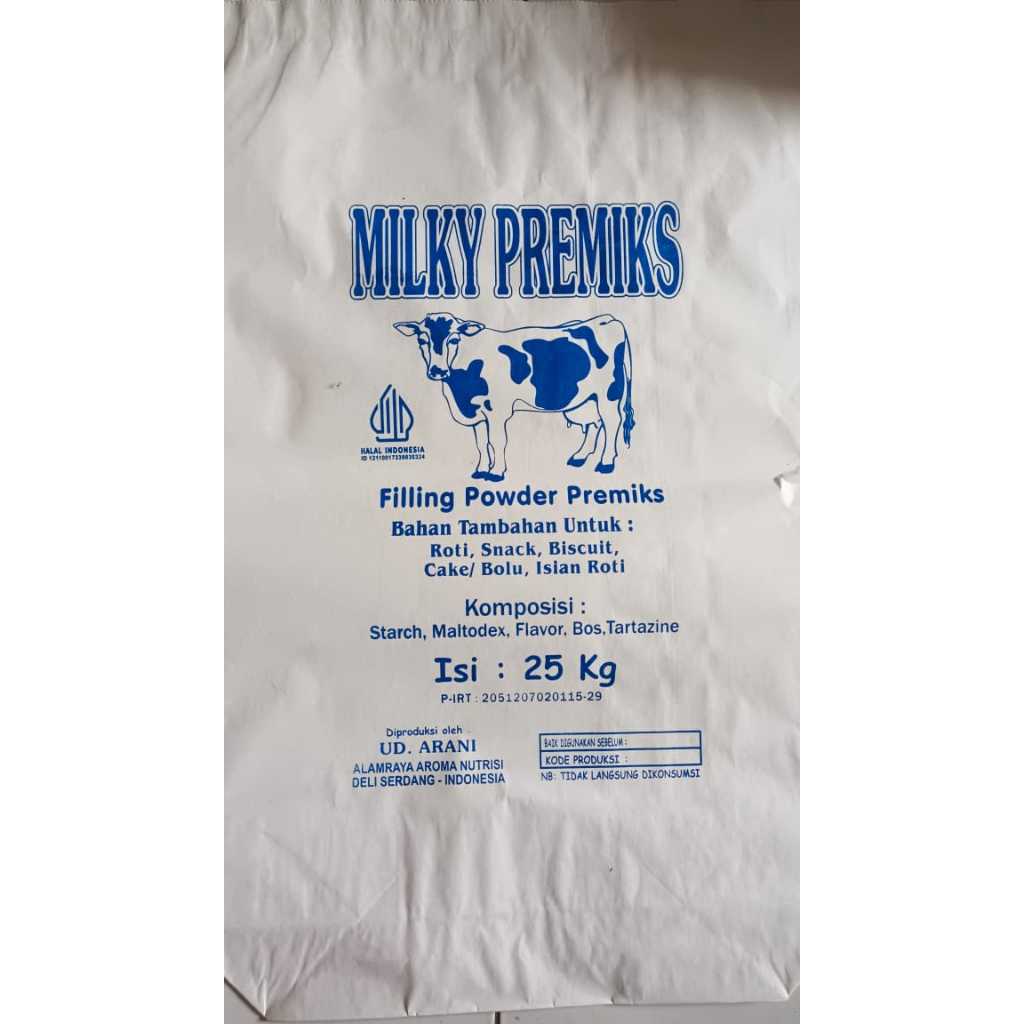 MILKY PREMIKS
HALAL INDONESIA
Filling Powder Premiks
Bahan Tambahan Untuk :
Roti, Snack, Biscuit,
Cake/ Bolu, Isian Roti
Komposisi :
Starch, Maltodex, Flavor, Bos,Tartazine
Isi : 25 Kg
P-IRT : 2051207020115-29
Diproduksi oleh
UD. ARANI
ALAMRAYA AROMA NUTRISI
DELI SERDANG - INDONESIA
BAIK DIGUNAKAN SEBELUM :
KODE PRODUKSI :
NB: TIDAK LANGSUNG DIKONSUMSI